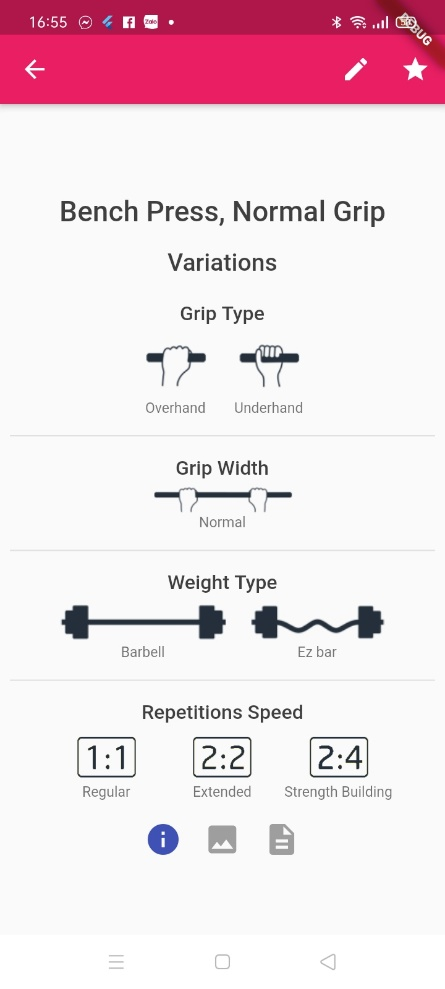 16:55
Zalo
DEBUG
Bench Press, Normal Grip
Variations
Grip Type
Overhand Underhand
Grip Width
Normal
Weight Type
Barbell Ez bar
Repetitions Speed
1:1 2:2 2:4
Regular Extended Strength Building